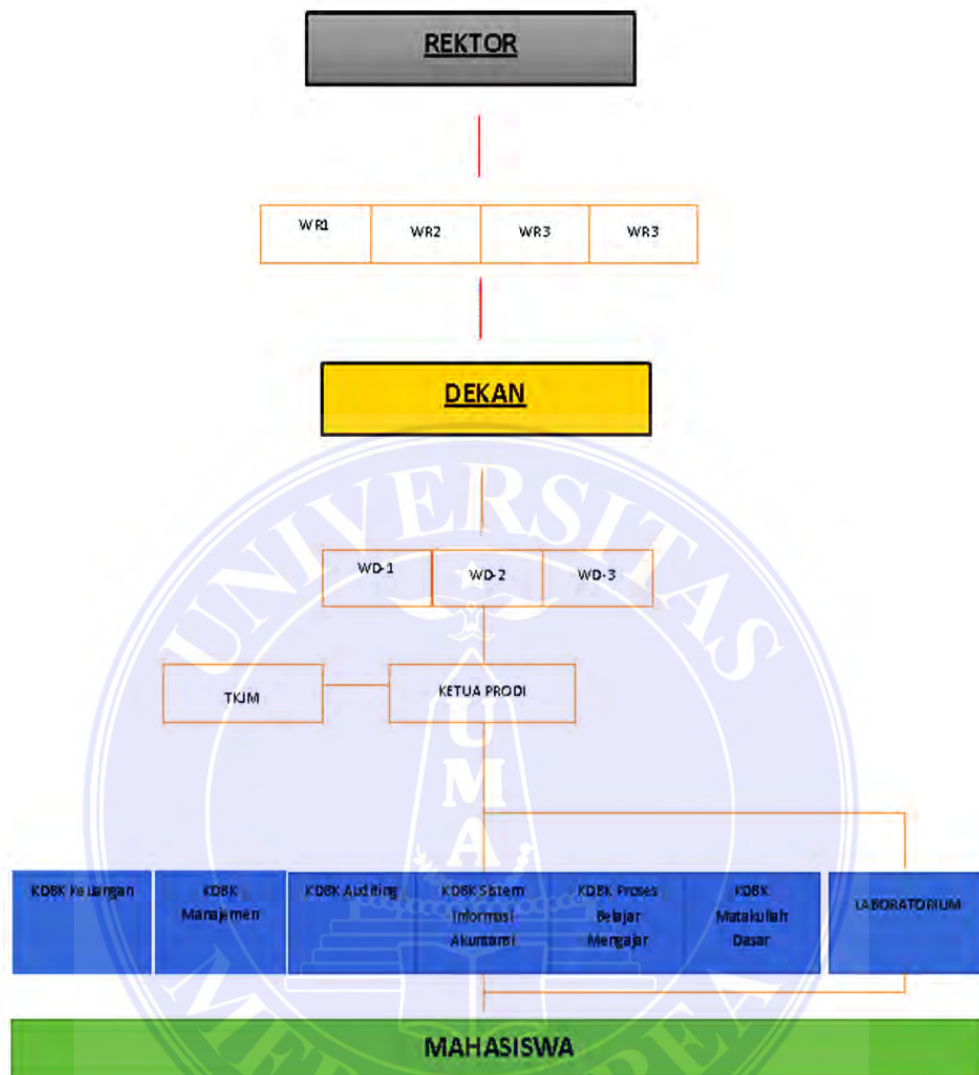 REKTOR
WR1 WR2 WR3 WR3
DEKAN
WD-1 WD-2 WD-3
TKJM KETUA PRODI
KDBK Keuangan
KDBK
Manajemen
KDBK Auditing
KDBK Sistem
Informasi
Akuntansi
KDBK Proses
Belajar
Mengajar
KDBK
Matakuliah
Dasar
LABORATORIUM
MAHASISWA
UNIVERSITAS
UMA